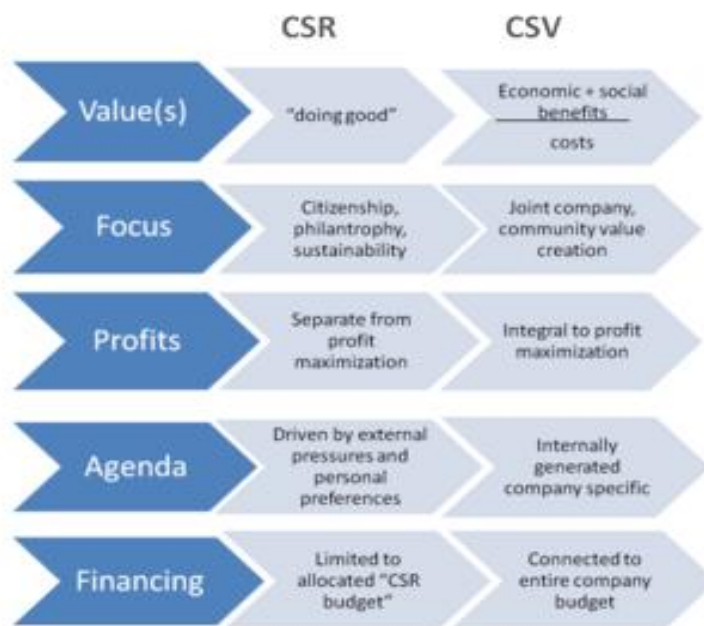 CSR
CSV
Value(s)
"doing good"
Economic + social
benefits
costs
Focus
Citizenship,
philantrophy,
sustainability
Joint company,
community value
creation
Profits
Separate from
profit
maximization
Integral to profit
maximization
Agenda
Driven by external
pressures and
personal
preferences
Internally
generated
company specific
Financing
Limited to
allocated "CSR
budget"
Connected to
entire company
budget